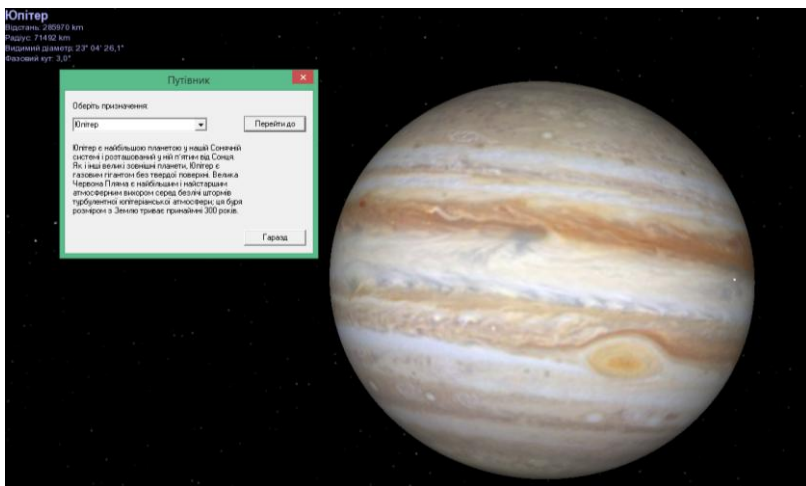 Юпітер
Відстань: 285970 km
Радіус: 71492 km
Видимий діаметр: 23° 04' 26,1"
Фазовий кут: 3,0°
Путівник
Оберіть призначення:
Юпітер
Перейти до
Юпітер є найбільшою планетою у нашій Сонячній
системі і розташований у ній п'ятим від Сонця.
Як і інші великі зовнішні планети, Юпітер є
газовим гігантом без твердої поверхні. Велика
Червона Пляма є найбільшим і найстаршим
атмосферним вихором серед безлічі штормів
турбулентної юпітеріанської атмосфери; ця буря
розміром з Землю триває принаймні 300 років.
Гаразд